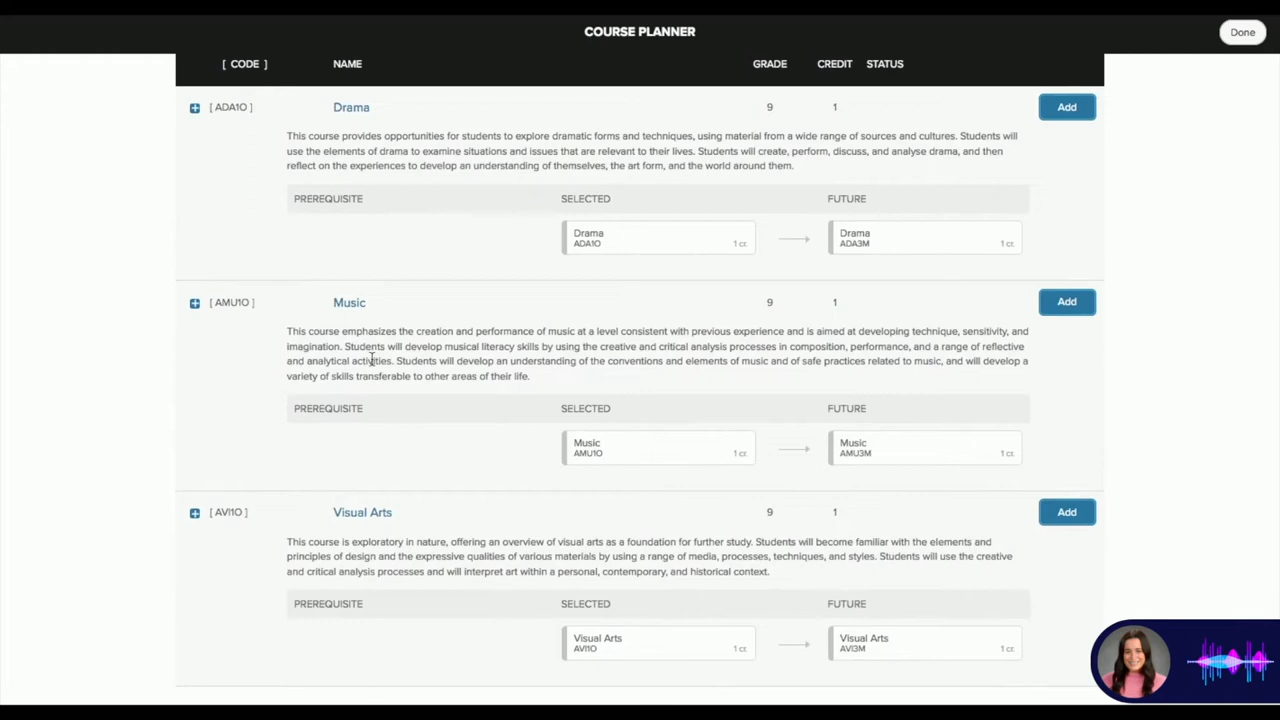 COURSE PLANNER
Done
[ CODE ] NAME GRADE CREDIT STATUS
[ ADA1O ] Drama 9 1 Add
This course provides opportunities for students to explore dramatic forms and techniques, using material from a wide range of sources and cultures. Students will
use the elements of drama to examine situations and issues that are relevant to their lives. Students will create, perform, discuss, and analyse drama, and then
reflect on the experiences to develop an understanding of themselves, the art form, and the world around them.
PREREQUISITE SELECTED FUTURE
Drama Drama
ADA1O 1 cr. ADA3M 1 cr.
[ AMU1O ] Music 9 1 Add
This course emphasizes the creation and performance of music at a level consistent with previous experience and is aimed at developing technique, sensitivity, and
imagination. Students will develop musical literacy skills by using the creative and critical analysis processes in composition, performance, and a range of reflective
and analytical activities. Students will develop an understanding of the conventions and elements of music and of safe practices related to music, and will develop a
variety of skills transferable to other areas of their life.
PREREQUISITE SELECTED FUTURE
Music Music
AMU1O 1 cr. AMU3M 1 cr.
[ AVI1O ] Visual Arts 9 1 Add
This course is exploratory in nature, offering an overview of visual arts as a foundation for further study. Students will become familiar with the elements and
principles of design and the expressive qualities of various materials by using a range of media, processes, techniques, and styles. Students will use the creative
and critical analysis processes and will interpret art within a personal, contemporary, and historical context.
PREREQUISITE SELECTED FUTURE
Visual Arts Visual Arts
AVI1O 1 cr. AVI3M 1 cr.